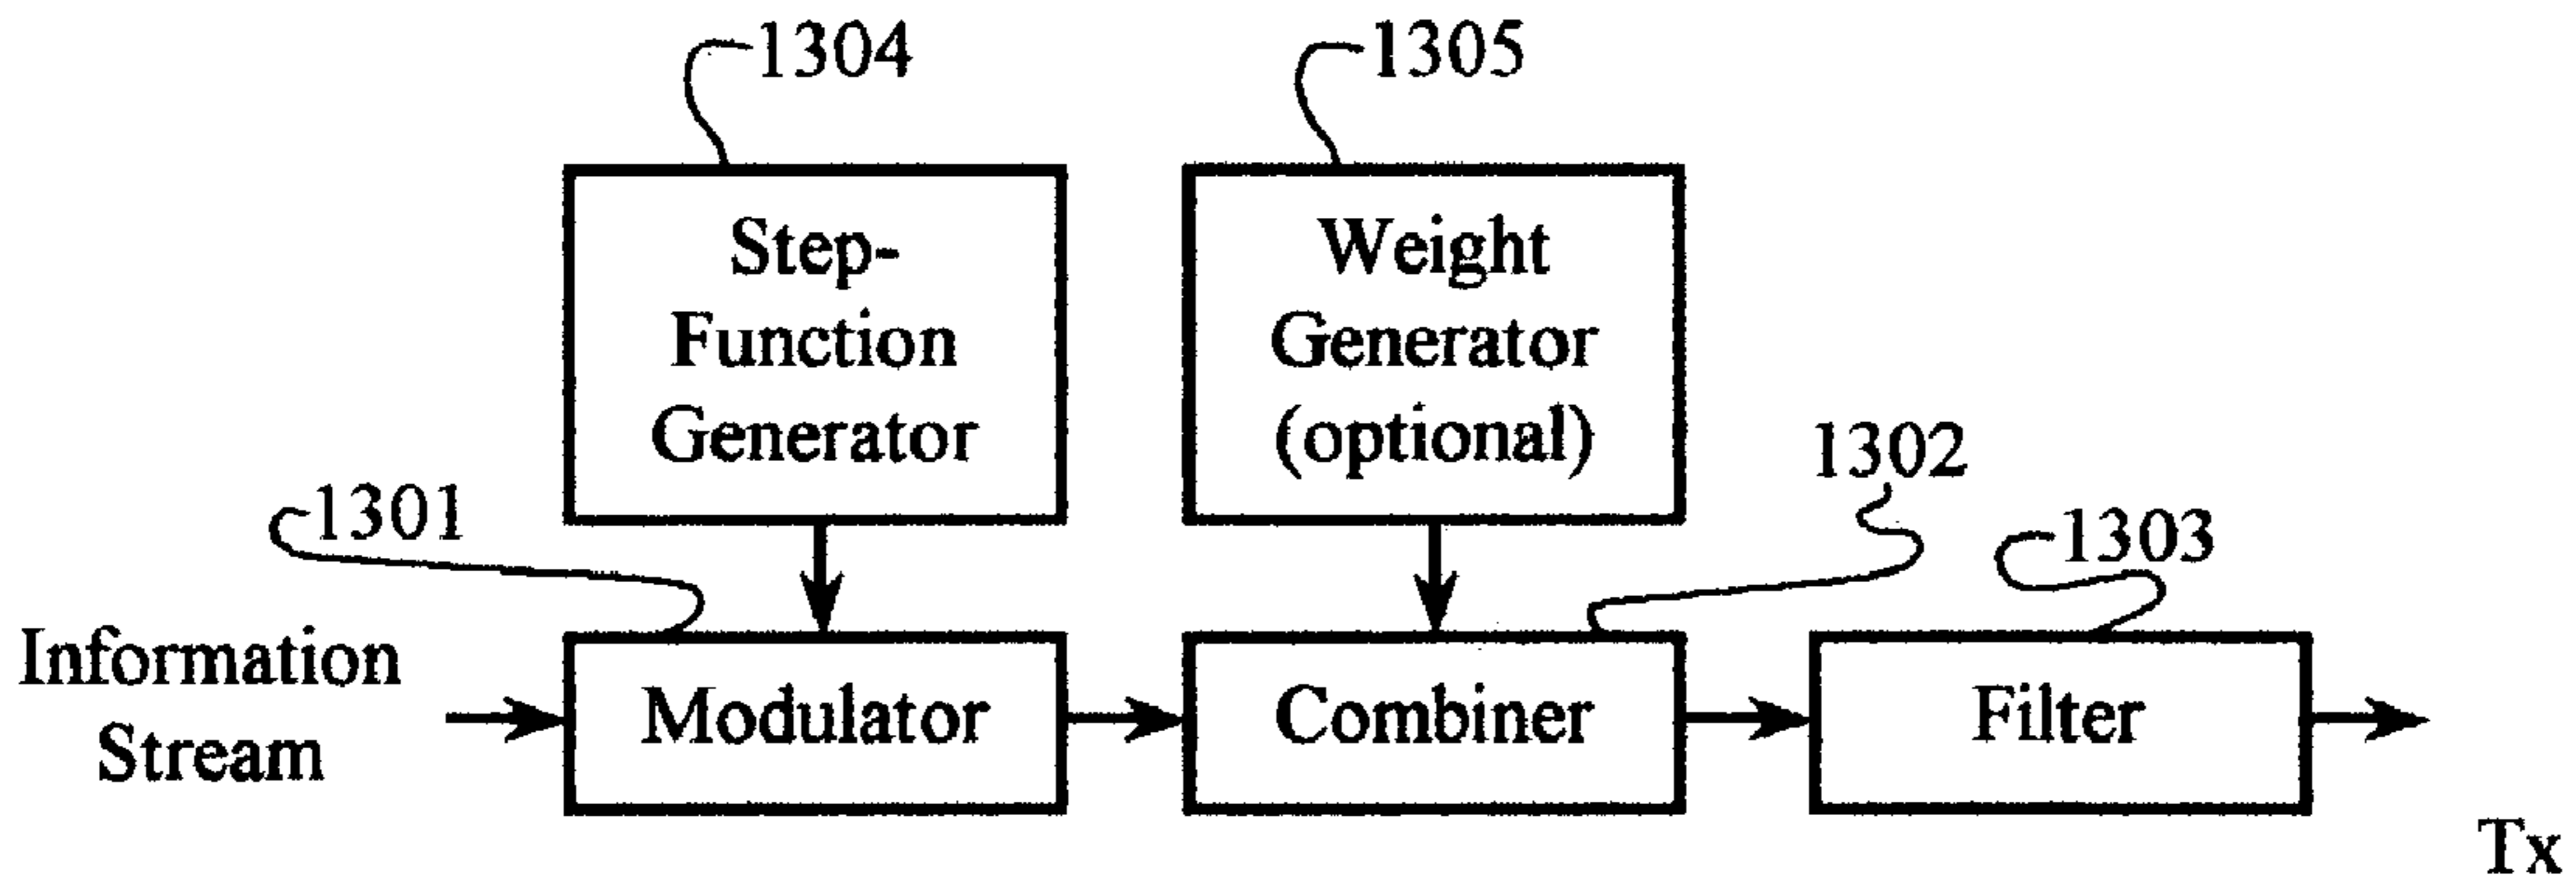 1304
1305
Step-
Function
Generator
Weight
Generator
(optional)
1302
1301
1303
Information
Stream
Modulator
Combiner
Filter
Tx